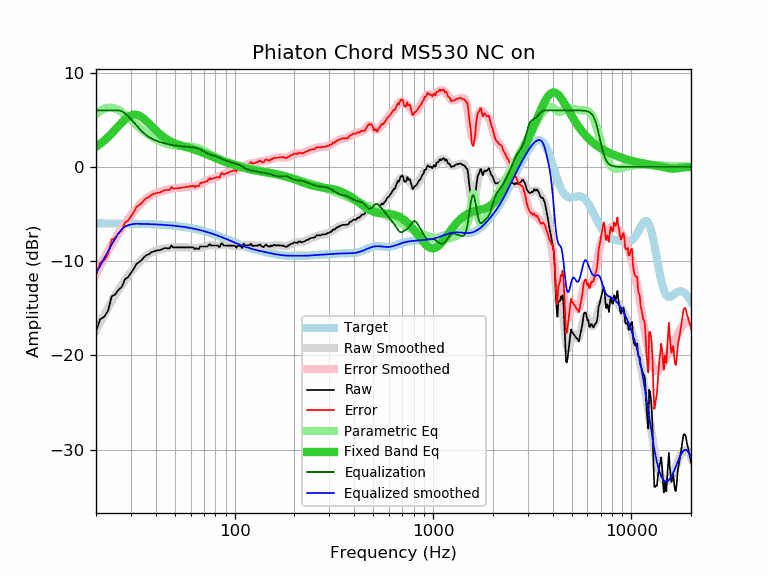 Phiaton Chord MS530 NC on
10
0
−10
−20
−30
Amplitude (dBr)
Target
Raw Smoothed
Error Smoothed
Raw
Error
Parametric Eq
Fixed Band Eq
Equalization
Equalized smoothed
100
1000
10000
Frequency (Hz)